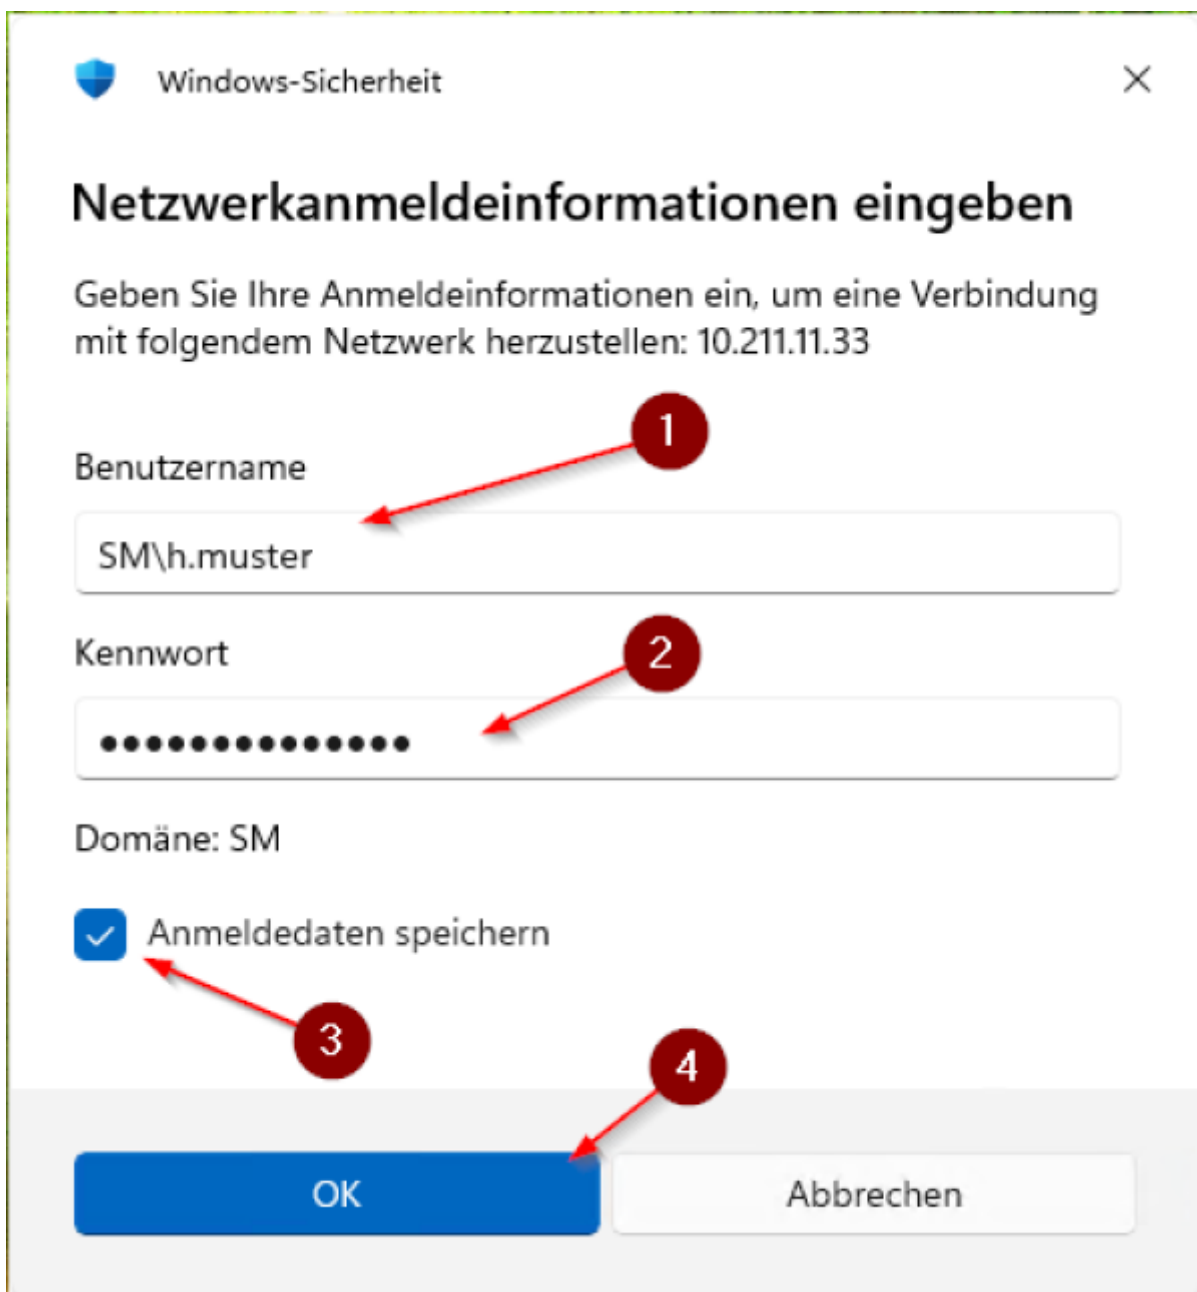 Windows-Sicherheit
Netzwerkanmeldeinformationen eingeben
Geben Sie Ihre Anmeldeinformationen ein, um eine Verbindung
mit folgendem Netzwerk herzustellen: 10.211.11.33
1
Benutzername
SM\h.muster
Kennwort
2
••••••••••••••
Domäne: SM
Anmeldedaten speichern
3
4
OK
Abbrechen